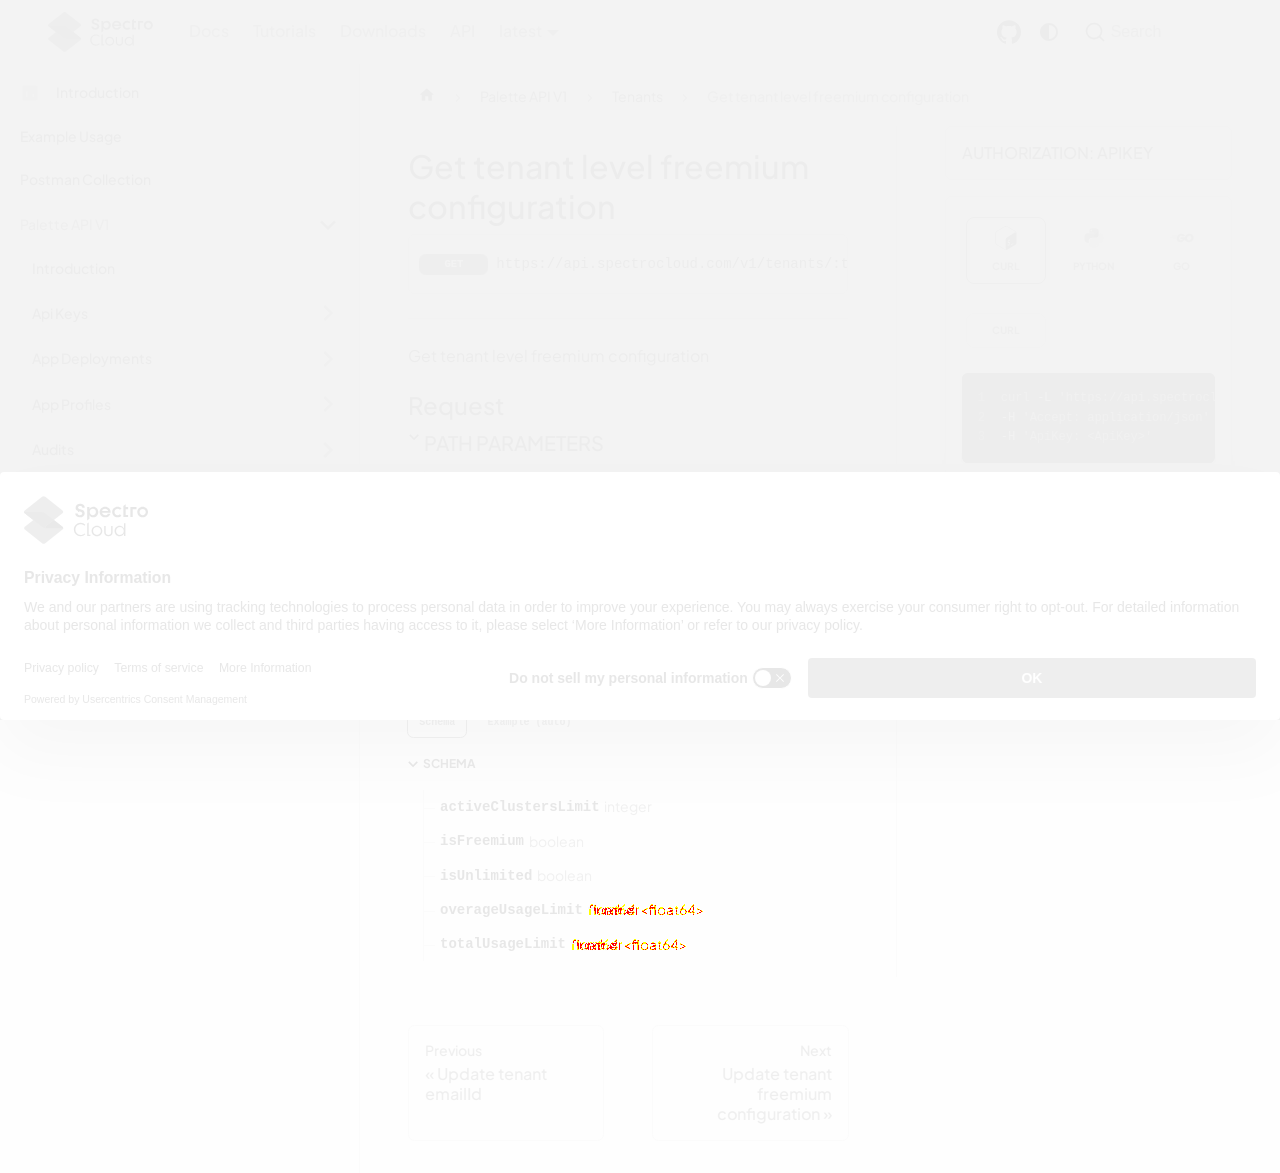 Spectro Cloud
Docs Tutorials Downloads API latest
Search
Introduction
Example Usage
Postman Collection
Palette API V1
Introduction
Api Keys
App Deployments
App Profiles
Audits
Palette API V1
Tenants
Get tenant level freemium configuration
Get tenant level freemium
configuration
GET https://api.spectrocloud.com/v1/tenants/:t
Get tenant level freemium configuration
Request
PATH PARAMETERS
AUTHORIZATION: APIKEY
CURL PYTHON GO
CURL
Spectro
Cloud
Privacy Information
We and our partners are using tracking technologies to process personal data in order to improve your experience. You may always exercise your consumer right to opt-out. For detailed information
about personal information we collect and third parties having access to it, please select ‘More Information’ or refer to our privacy policy.
Privacy policy Terms of service More Information
Powered by Usercentrics Consent Management
Do not sell my personal information
OK
Schema Example (auto)
SCHEMA
activeClustersLimit integer
isFreemium boolean
isUnlimited boolean
overageUsageLimit number<float64>
totalUsageLimit number<float64>
Previous
« Update tenant
emailId
Next
Update tenant
freemium
configuration »